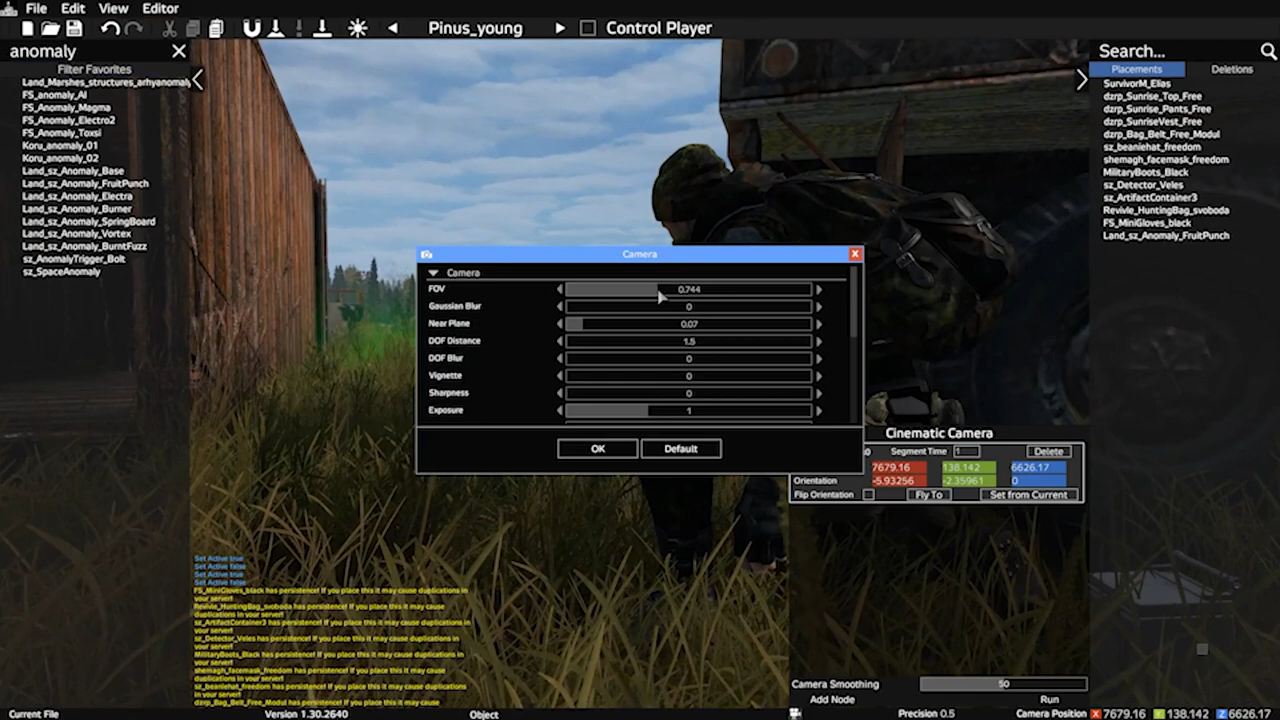 File Edit View Editor
Pinus_young
Control Player
anomaly
Filter Favorites
Land_Marshes_structures_arhyanomaly
FS_anomaly_Al
FS_Anomaly_Magma
FS_Anomaly_Electro2
FS_Anomaly_Toxsi
Koru_anomaly_01
Koru_anomaly_02
Land_sz_Anomaly_Base
Land_sz_Anomaly_FruitPunch
Land_sz_Anomaly_Electra
Land_sz_Anomaly_Burner
Land_sz_Anomaly_SpringBoard
Land_sz_Anomaly_Vortex
Land_sz_Anomaly_BurntFuzz
sz_AnomalyTrigger_Bolt
sz_SpaceAnomaly
Search...
Placements Deletions
SurvivorM_Elias
dzrp_Sunrise_Top_Free
dzrp_Sunrise_Pants_Free
dzrp_SunriseVest_Free
dzrp_Bag_Belt_Free_Modul
sz_beaniehat_freedom
shemagh_facemask_freedom
MilitaryBoots_Black
sz_Detector_Veles
sz_ArtifactContainer3
Revivle_HuntingBag_svoboda
FS_MiniGloves_black
Land_sz_Anomaly_FruitPunch
Camera
Camera
FOV 0.744
Gaussian Blur 0
Near Plane 0.07
DOF Distance 1.5
DOF Blur 0
Vignette 0
Sharpness 0
Exposure 1
OK Default
Cinematic Camera
0 Segment Time 1 Delete
7679.16 138.142 6626.17
Orientation -5.93256 -2.35961 0
Flip Orientation Fly To Set from Current
Set Active true
Set Active false
Set Active true
Set Active false
FS_MiniGloves_black has persistence! If you place this it may cause duplications in
your server!
Revivle_HuntingBag_svoboda has persistence! If you place this it may cause
duplications in your server!
sz_ArtifactContainer3 has persistence! If you place this it may cause duplications in
your server!
sz_Detector_Veles has persistence! If you place this it may cause duplications in
your server!
MilitaryBoots_Black has persistence! If you place this it may cause duplications in
your server!
shemagh_facemask_freedom has persistence! If you place this it may cause
duplications in your server!
sz_beaniehat_freedom has persistence! If you place this it may cause duplications
in your server!
dzrp_Bag_Belt_Free_Modul has persistence! If you place this it may cause
Camera Smoothing 50
Add Node Run
Current File Version 1.30.2640 Object Precision 0.5 Camera Position X 7679.16 Y 138.142 Z 6626.17